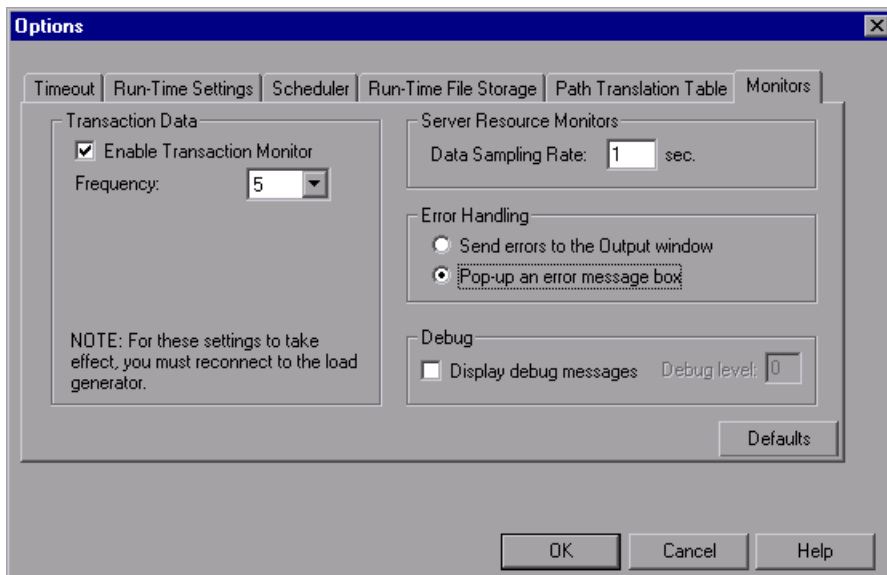 Options
Timeout
Run-Time Settings
Scheduler
Run-Time File Storage
Path Translation Table
Monitors
Transaction Data
Enable Transaction Monitor
Frequency: 5
NOTE: For these settings to take
effect, you must reconnect to the load
generator.
Server Resource Monitors
Data Sampling Rate: 1 sec.
Error Handling
Send errors to the Output window
Pop-up an error message box
Debug
Display debug messages Debug level: 0
Defaults
OK
Cancel
Help